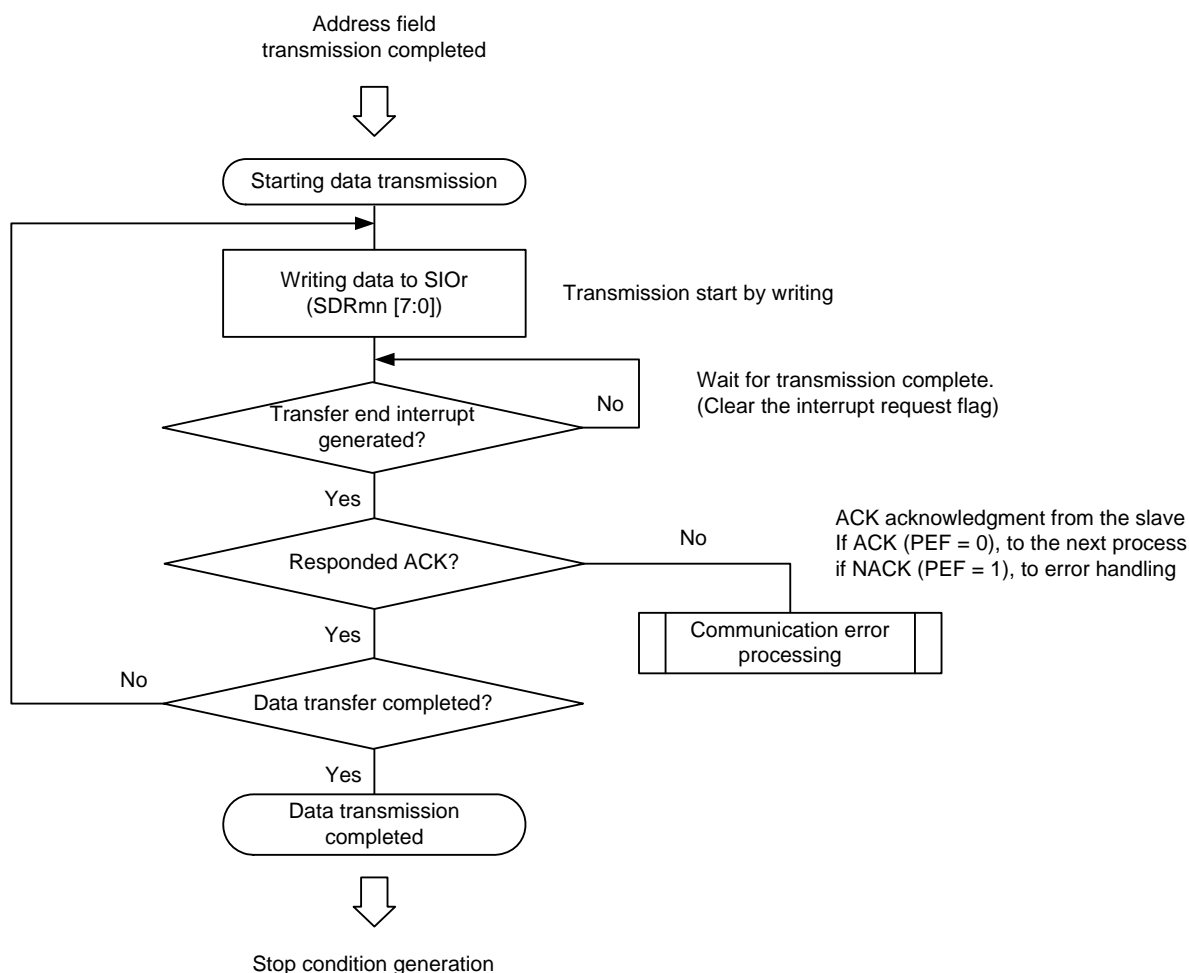 Address field
transmission completed
Starting data transmission
Writing data to SIOr
(SDRmn [7:0])
Transmission start by writing
Wait for transmission complete.
(Clear the interrupt request flag)
No
Transfer end interrupt
generated?
Yes
ACK acknowledgment from the slave
If ACK (PEF = 0), to the next process
if NACK (PEF = 1), to error handling
No
Responded ACK?
Communication error
processing
Yes
No
Data transfer completed?
Yes
Data transmission
completed
Stop condition generation